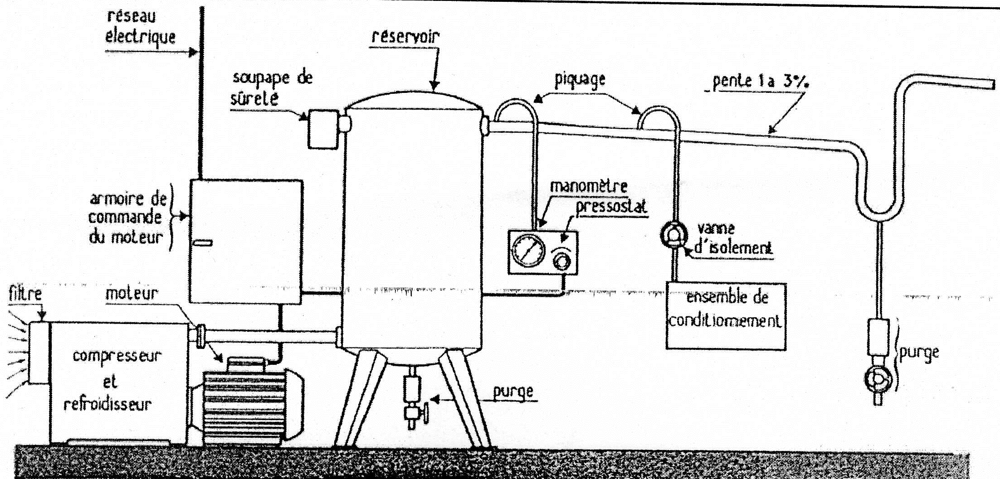 réseau
électrique
réservoir
soupape de
sûreté
piquage
pente 1 a 3%
armoire de
commande
du moteur
manomètre
pressostat
vanne
d'isolement
filtre
moteur
ensemble de
conditionnement
compresseur
et
refroidisseur
purge
purge